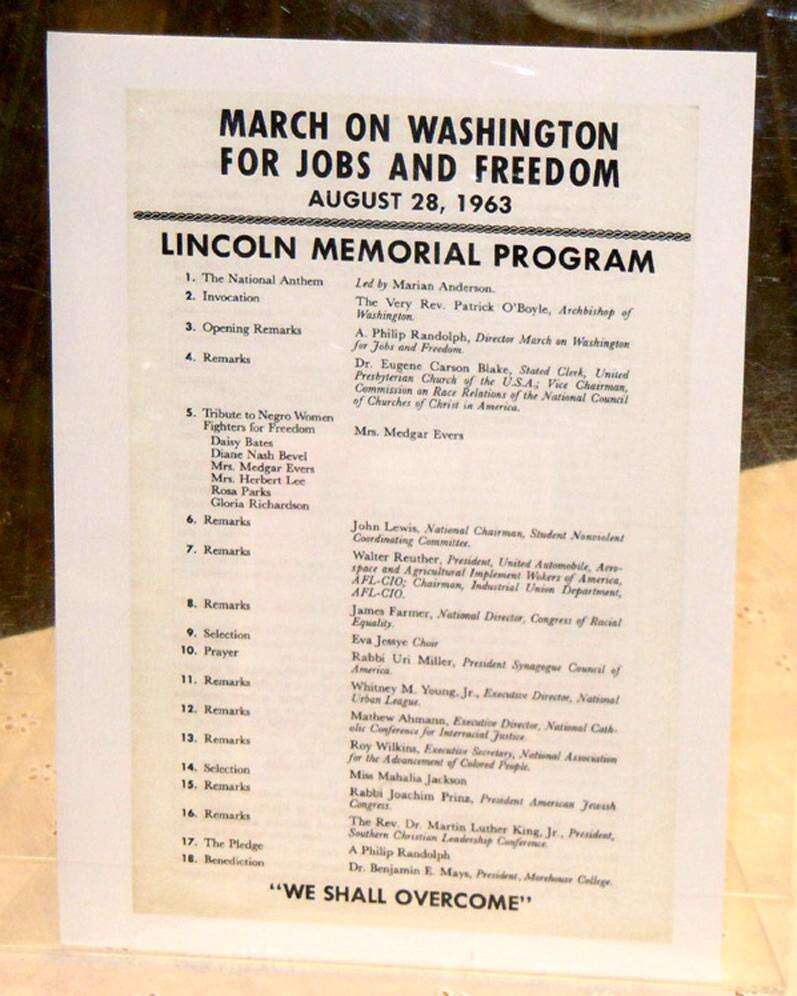 MARCH ON WASHINGTON
FOR JOBS AND FREEDOM
AUGUST 28, 1963
LINCOLN MEMORIAL PROGRAM
1. The National Anthem Led by Marian Anderson.
2. Invocation The Very Rev. Patrick O'Boyle, Archbishop of
Washington.
3. Opening Remarks A. Philip Randolph, Director March on Washington
for Jobs and Freedom.
4. Remarks Dr. Eugene Carson Blake, Stated Clerk, United
Presbyterian Church of the U.S.A.; Vice Chairman,
Commission on Race Relations of the National Council
of Churches of Christ in America.
5. Tribute to Negro Women
Fighters for Freedom Mrs. Medgar Evers
Daisy Bates
Diane Nash Bevel
Mrs. Medgar Evers
Mrs. Herbert Lee
Rosa Parks
Gloria Richardson
6. Remarks John Lewis, National Chairman, Student Nonviolent
Coordinating Committee.
7. Remarks Walter Reuther, President, United Automobile, Aero-
space and Agricultural Implement Wokers of America,
AFL-CIO; Chairman, Industrial Union Department,
AFL-CIO.
8. Remarks James Farmer, National Director, Congress of Racial
Equality.
9. Selection Eva Jessye Choir
10. Prayer Rabbi Uri Miller, President Synagogue Council of
America.
11. Remarks Whitney M. Young, Jr., Executive Director, National
Urban League.
12. Remarks Mathew Ahmann, Executive Director, National Cath-
olic Conference for Interracial Justice.
13. Remarks Roy Wilkins, Executive Secretary, National Association
for the Advancement of Colored People.
14. Selection Miss Mahalia Jackson
15. Remarks Rabbi Joachim Prinz, President American Jewish
Congress.
16. Remarks The Rev. Dr. Martin Luther King, Jr., President,
Southern Christian Leadership Conference.
17. The Pledge A Philip Randolph
18. Benediction Dr. Benjamin E. Mays, President, Morehouse College.
"WE SHALL OVERCOME"